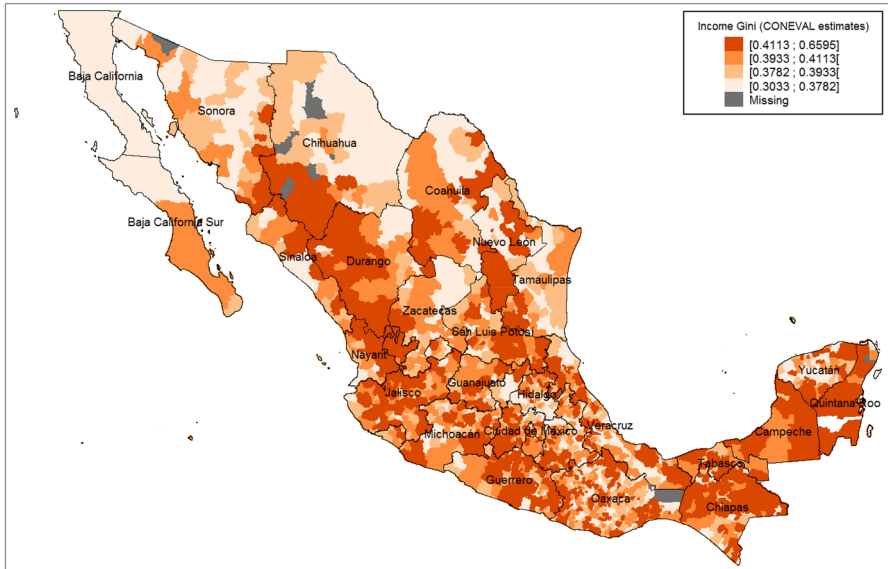 Income Gini (CONEVAL estimates)
[0.4113 ; 0.6595]
[0.3933 ; 0.4113[
[0.3782 ; 0.3933[
[0.3033 ; 0.3782[
Missing
Baja California
Sonora
Chihuahua
Coahuila
Baja California Sur
Sinaloa
Durango
Nuevo León
Tamaulipas
Zacatecas
San Luis Potosí
Nayarit
Jalisco
Guanajuato
Hidalgo
Yucatán
Quintana Roo
Michoacán
Ciudad de México
Veracruz
Campeche
Tabasco
Guerrero
Oaxaca
Chiapas